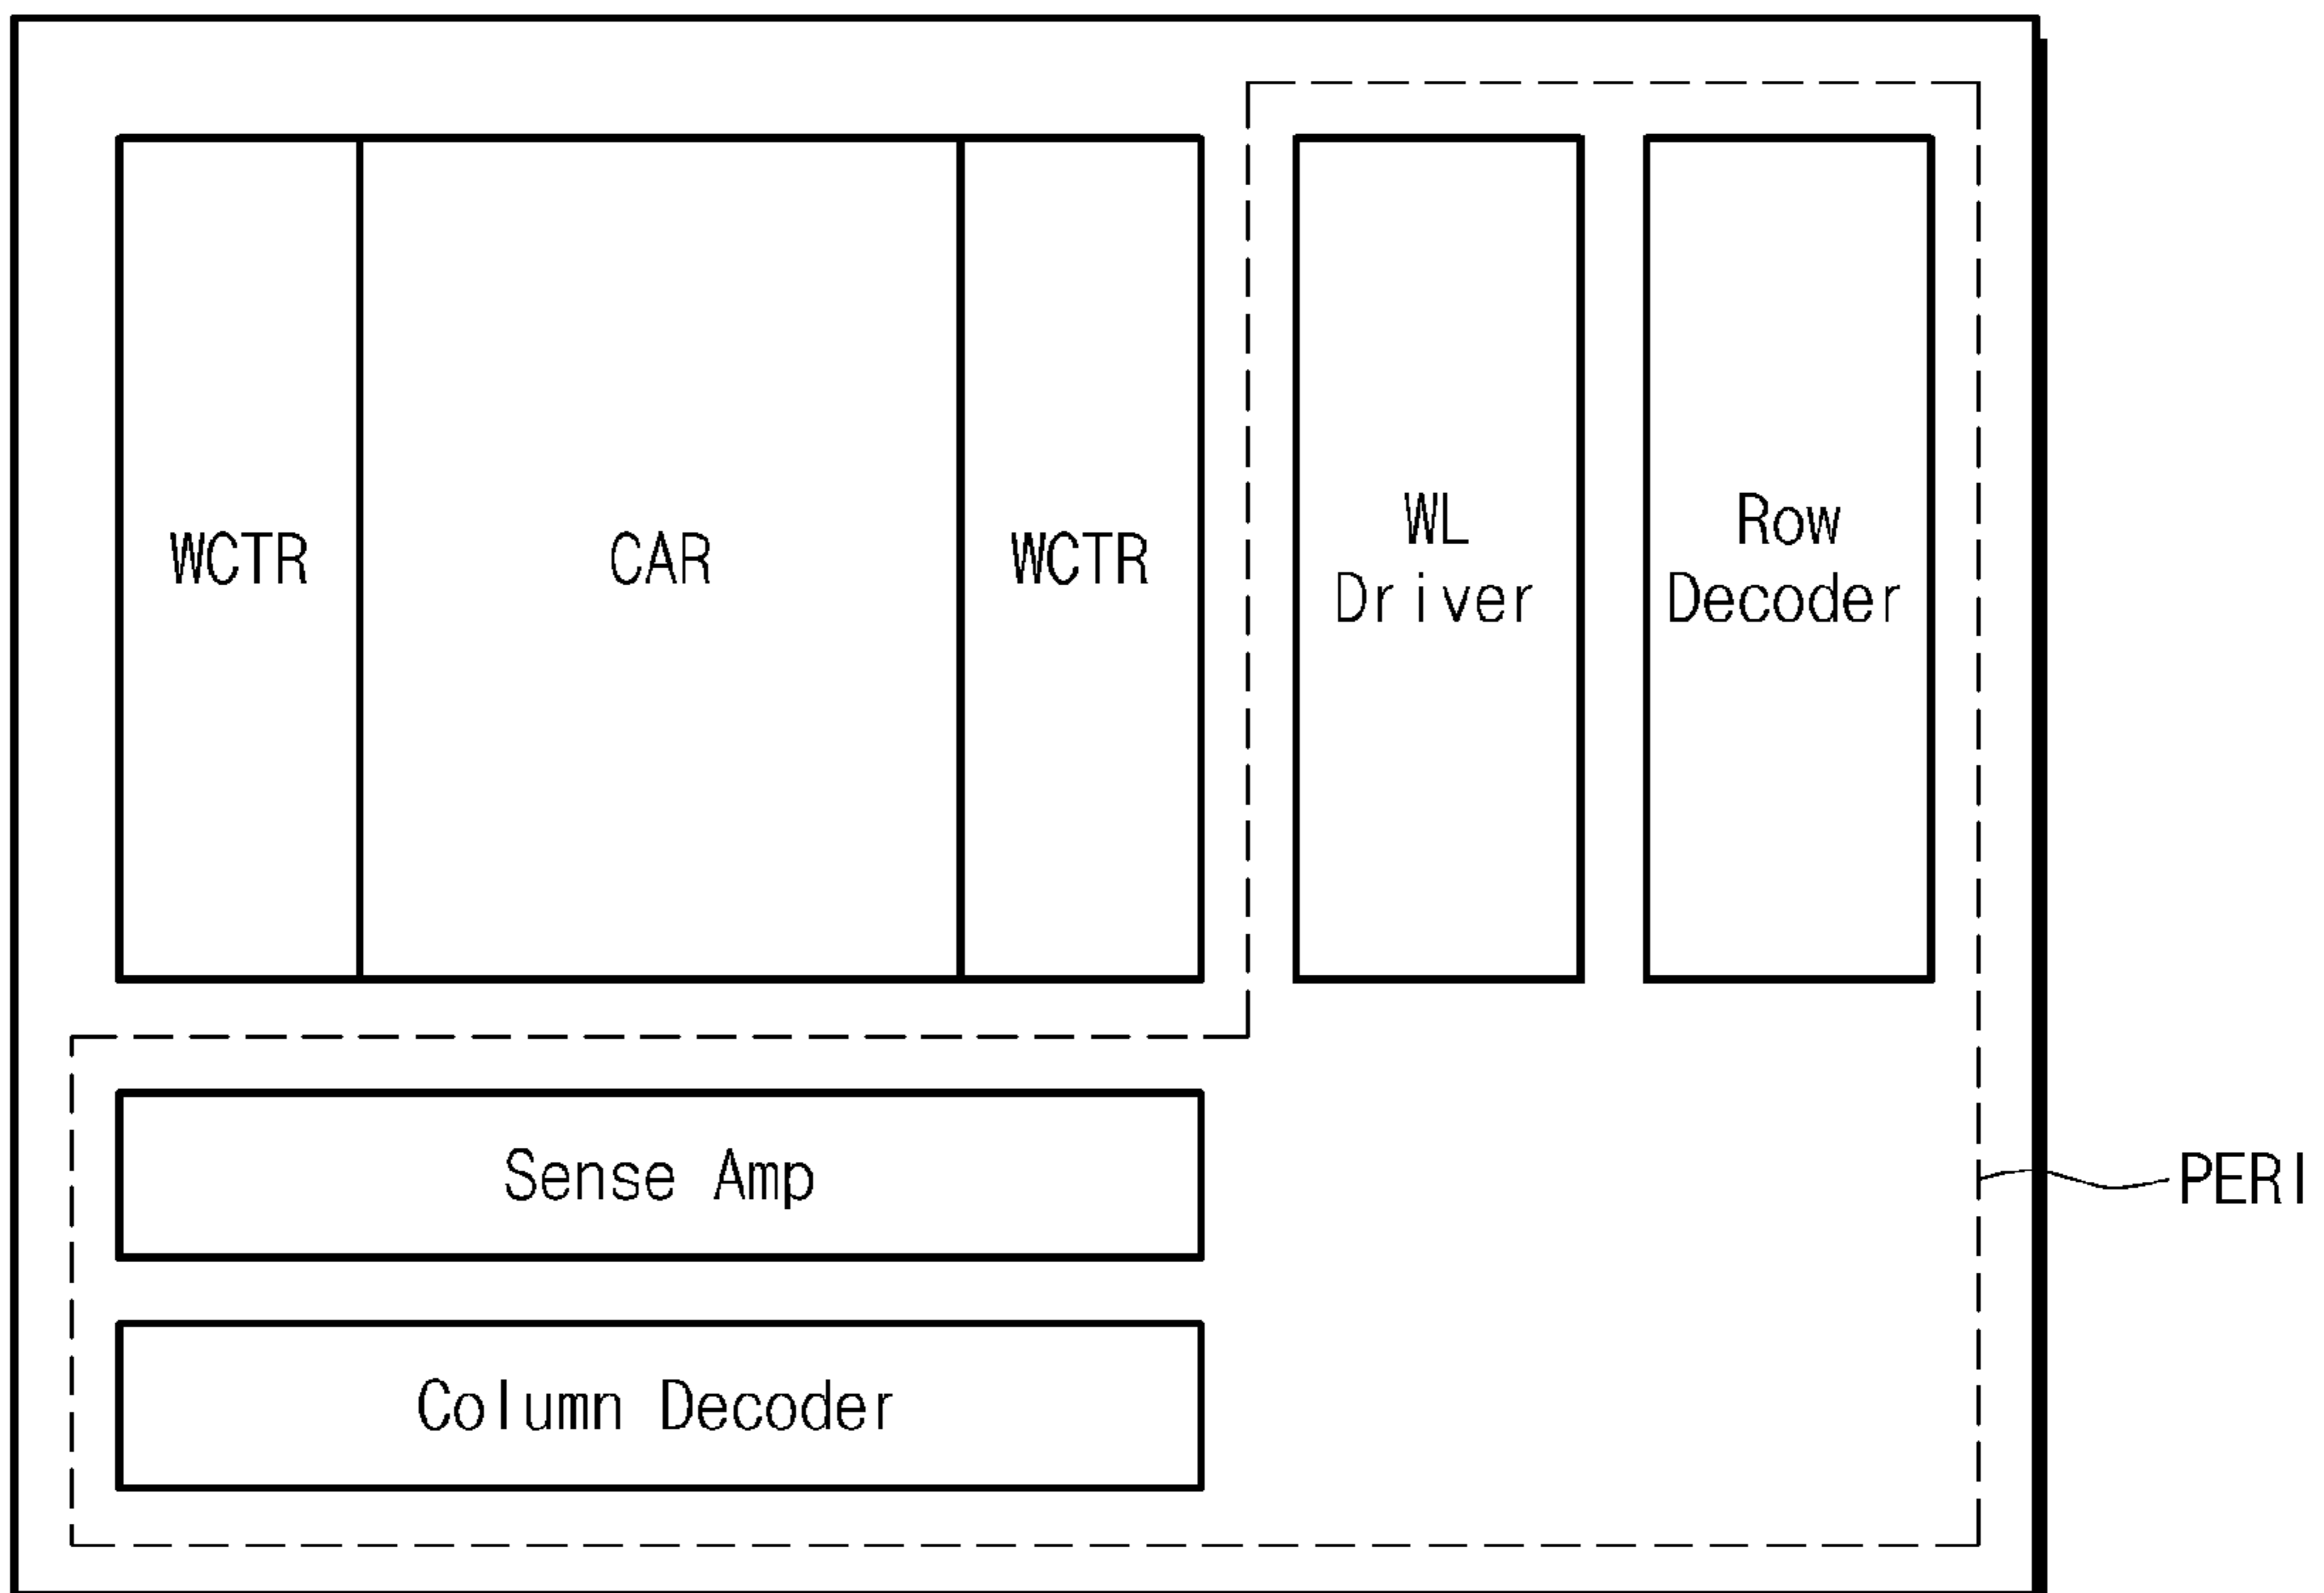 WCTR
CAR
WCTR
WL
Driver
Row
Decoder
Sense Amp
PERI
Column Decoder